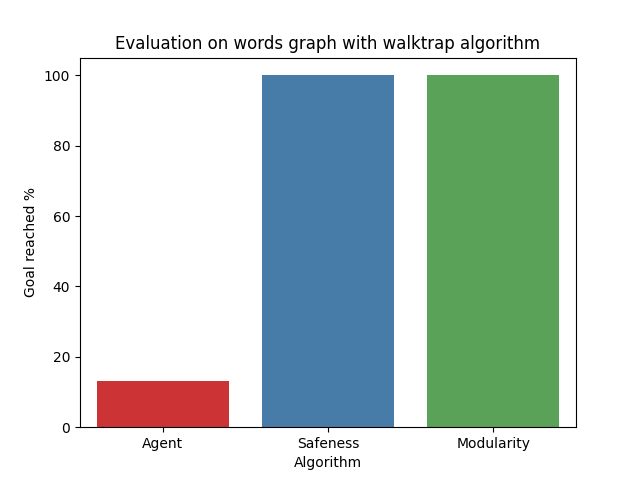 Evaluation on words graph with walktrap algorithm
100
80
60
40
20
0
Goal reached %
Agent Safeness Modularity
Algorithm